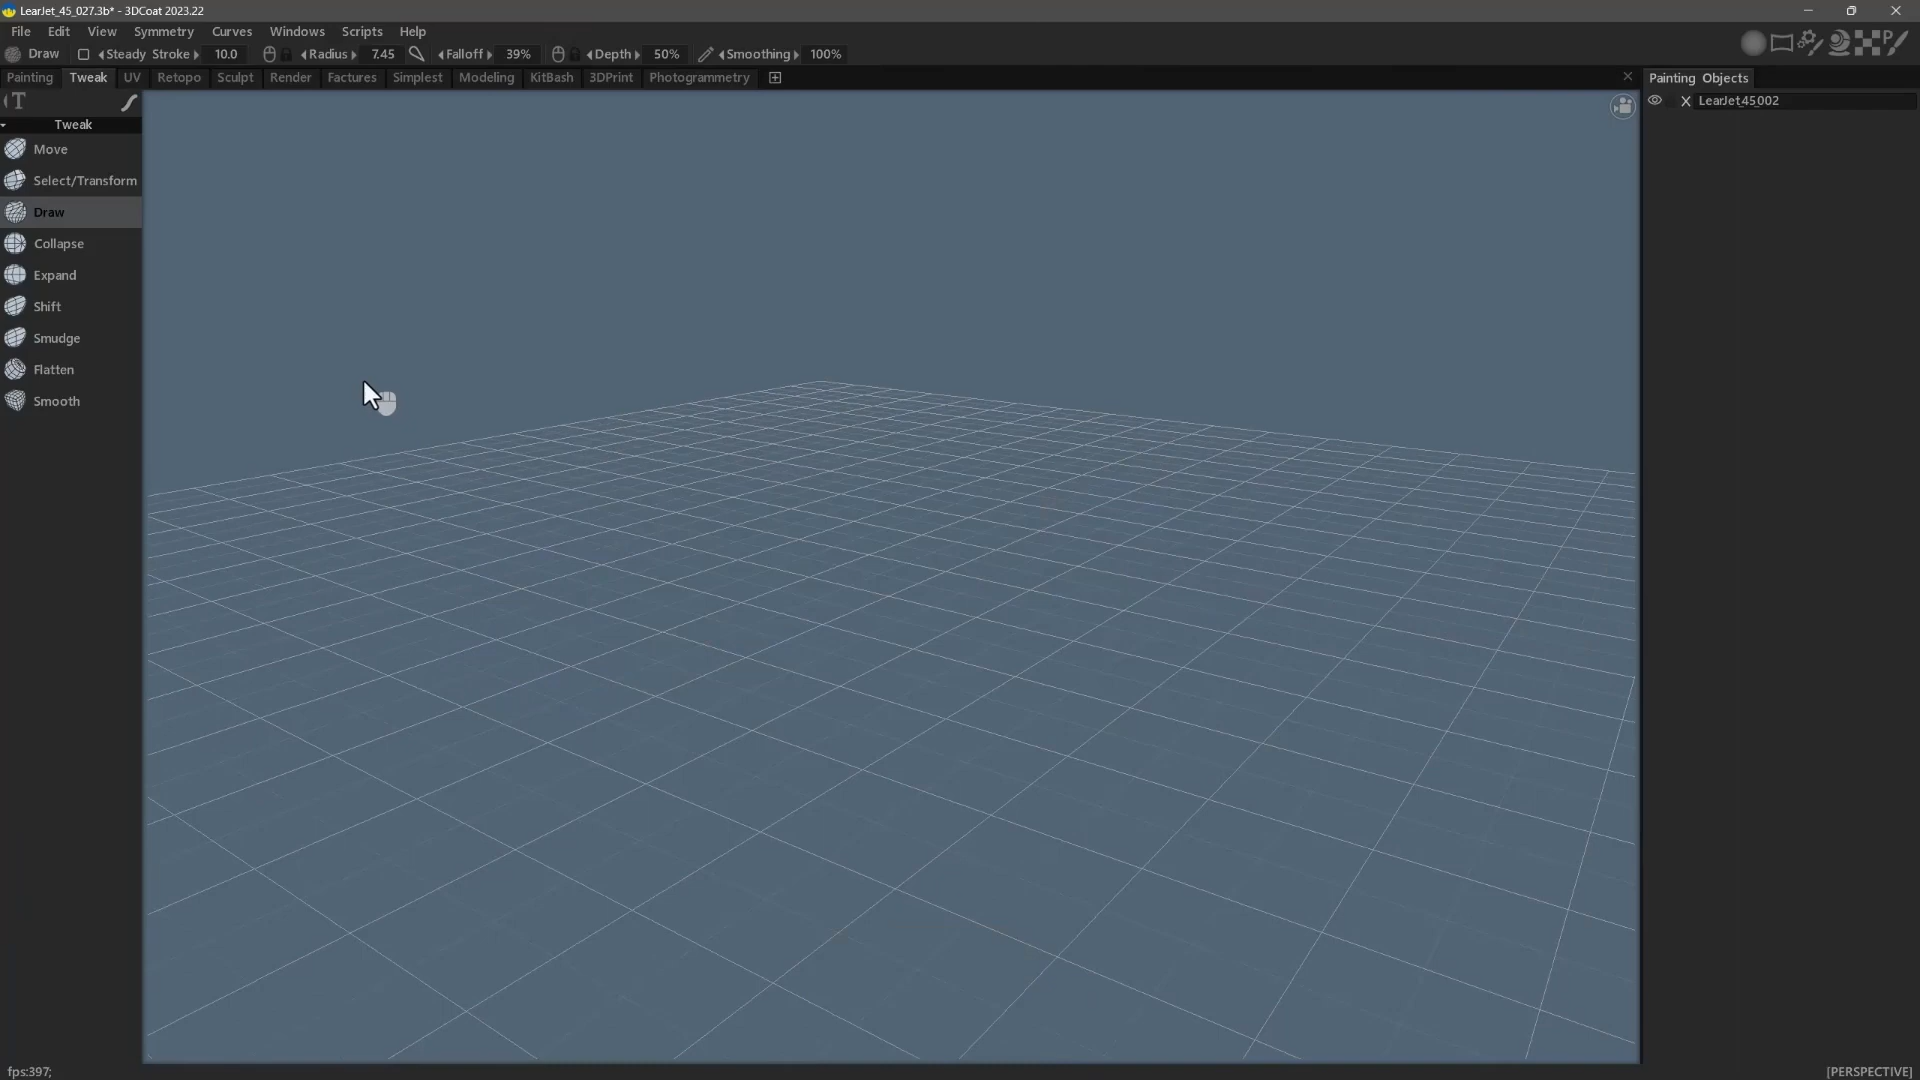 LearJet_45_027.3b* - 3DCoat 2023.22
File Edit View Symmetry Curves Windows Scripts Help
Draw Steady Stroke 10.0 Radius 7.45 Falloff 39% Depth 50% Smoothing 100%
Painting Tweak UV Retopo Sculpt Render Factures Simplest Modeling KitBash 3DPrint Photogrammetry
Painting Objects
T
LearJet_45_002
Tweak
Move
Select/Transform
Draw
Collapse
Expand
Shift
Smudge
Flatten
Smooth
fps:397;
[PERSPECTIVE]